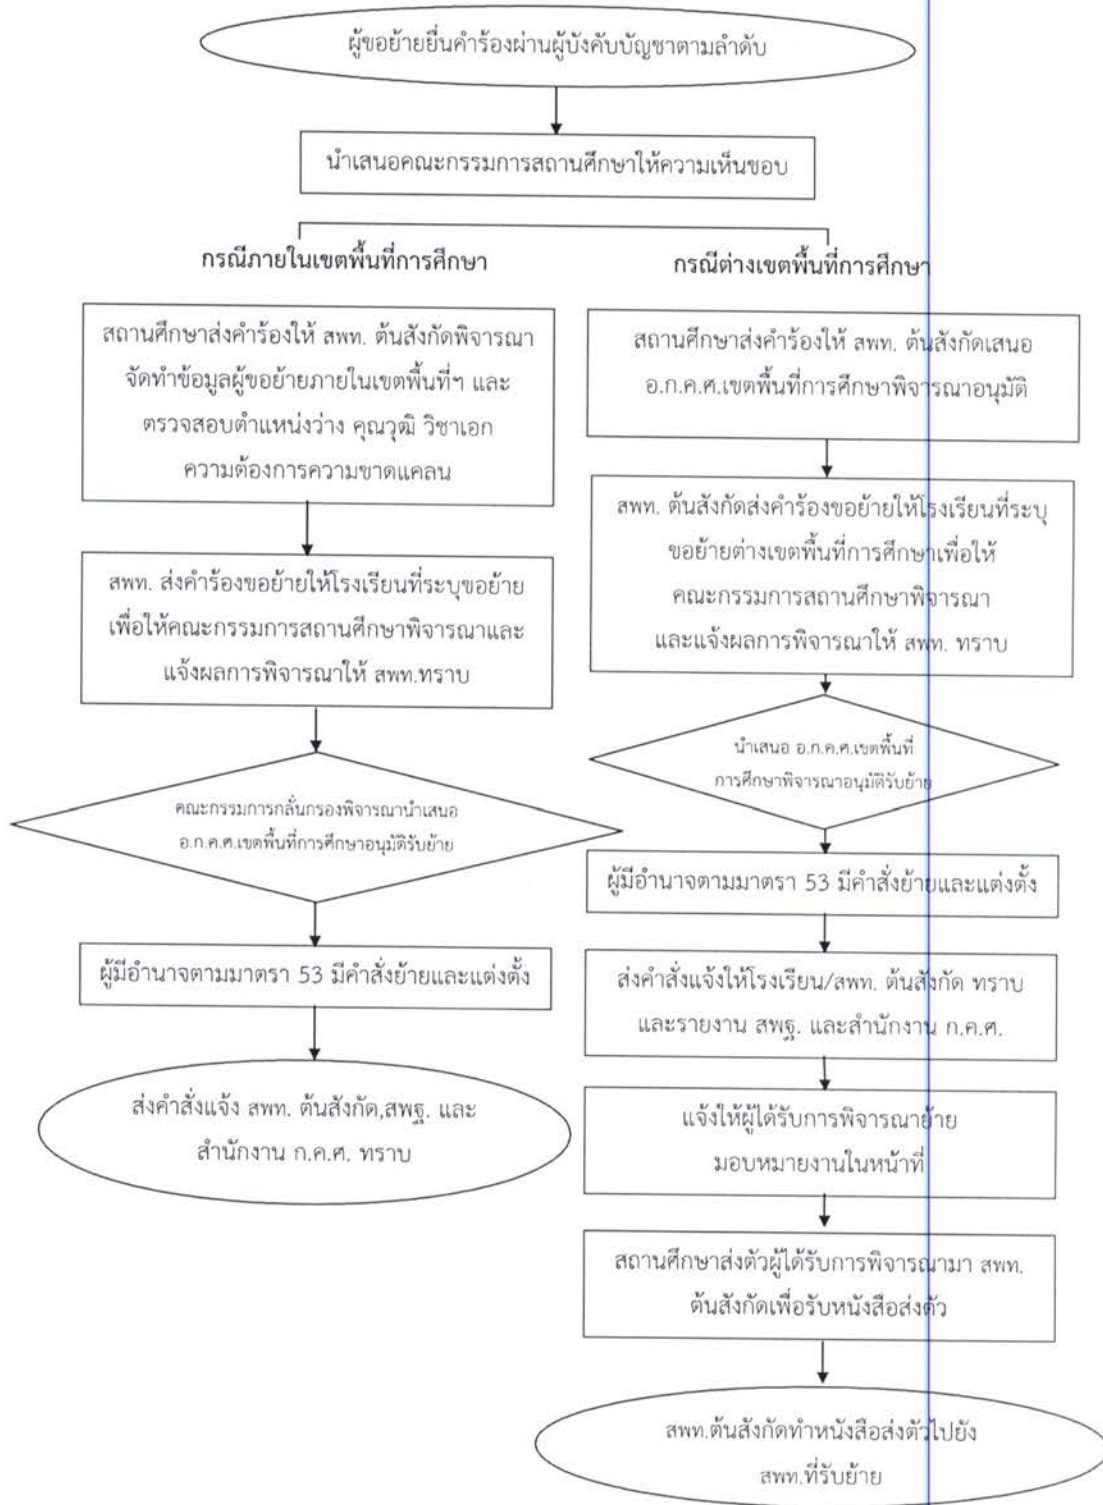 ผู้ขอย้ายยื่นคำร้องผ่านผู้บังคับบัญชาตามลำดับ
นำเสนอคณะกรรมการสถานศึกษาให้ความเห็นชอบ
กรณีภายในเขตพื้นที่การศึกษา
สถานศึกษาส่งคำร้องให้ สพท. ต้นสังกัดพิจารณา
จัดทำข้อมูลผู้ขอย้ายภายในเขตพื้นที่ฯ และ
ตรวจสอบตำแหน่งว่าง คุณวุฒิ วิชาเอก
ความต้องการความขาดแคลน
สพท. ส่งคำร้องขอย้ายให้โรงเรียนที่ระบุขอย้าย
เพื่อให้คณะกรรมการสถานศึกษาพิจารณาและ
แจ้งผลการพิจารณาให้ สพท.ทราบ
คณะกรรมการกลั่นกรองพิจารณานำเสนอ
อ.ก.ค.ศ.เขตพื้นที่การศึกษาอนุมัติรับย้าย
ผู้มีอำนาจตามมาตรา 53 มีคำสั่งย้ายและแต่งตั้ง
ส่งคำสั่งแจ้ง สพท. ต้นสังกัด,สพฐ. และ
สำนักงาน ก.ค.ศ. ทราบ
กรณีต่างเขตพื้นที่การศึกษา
สถานศึกษาส่งคำร้องให้ สพท. ต้นสังกัดเสนอ
อ.ก.ค.ศ.เขตพื้นที่การศึกษาพิจารณาอนุมัติ
สพท. ต้นสังกัดส่งคำร้องขอย้ายให้โรงเรียนที่ระบุ
ขอย้ายต่างเขตพื้นที่การศึกษาเพื่อให้
คณะกรรมการสถานศึกษาพิจารณา
และแจ้งผลการพิจารณาให้ สพท. ทราบ
นำเสนอ อ.ก.ค.ศ.เขตพื้นที่
การศึกษาพิจารณาอนุมัติรับย้าย
ผู้มีอำนาจตามมาตรา 53 มีคำสั่งย้ายและแต่งตั้ง
ส่งคำสั่งแจ้งให้โรงเรียน/สพท. ต้นสังกัด ทราบ
และรายงาน สพฐ. และสำนักงาน ก.ค.ศ.
แจ้งให้ผู้ได้รับการพิจารณาย้าย
มอบหมายงานในหน้าที่
สถานศึกษาส่งตัวผู้ได้รับการพิจารณามา สพท.
ต้นสังกัดเพื่อรับหนังสือส่งตัว
สพท.ต้นสังกัดทำหนังสือส่งตัวไปยัง
สพท.ที่รับย้าย